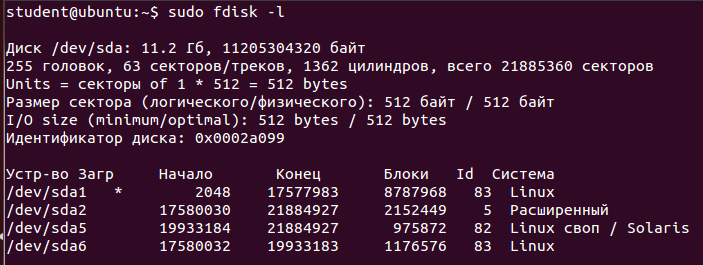 student@ubuntu:~$ sudo fdisk -l
Диск /dev/sda: 11.2 Гб, 11205304320 байт
255 головок, 63 секторов/треков, 1362 цилиндров, всего 21885360 секторов
Units = секторы of 1 * 512 = 512 bytes
Размер сектора (логического/физического): 512 байт / 512 байт
I/O size (minimum/optimal): 512 bytes / 512 bytes
Идентификатор диска: 0x0002a099
Устр-во Загр Начало Конец Блоки Id Система
/dev/sda1 * 2048 17577983 8787968 83 Linux
/dev/sda2 17580030 21884927 2152449 5 Расширенный
/dev/sda5 19933184 21884927 975872 82 Linux своп / Solaris
/dev/sda6 17580032 19933183 1176576 83 Linux